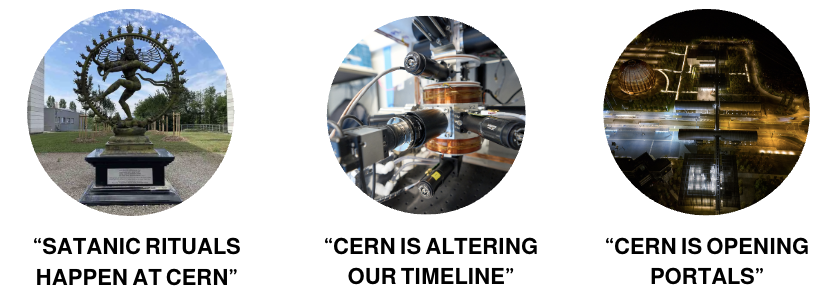 “SATANIC RITUALS
HAPPEN AT CERN”
“CERN IS ALTERING
OUR TIMELINE”
“CERN IS OPENING
PORTALS”